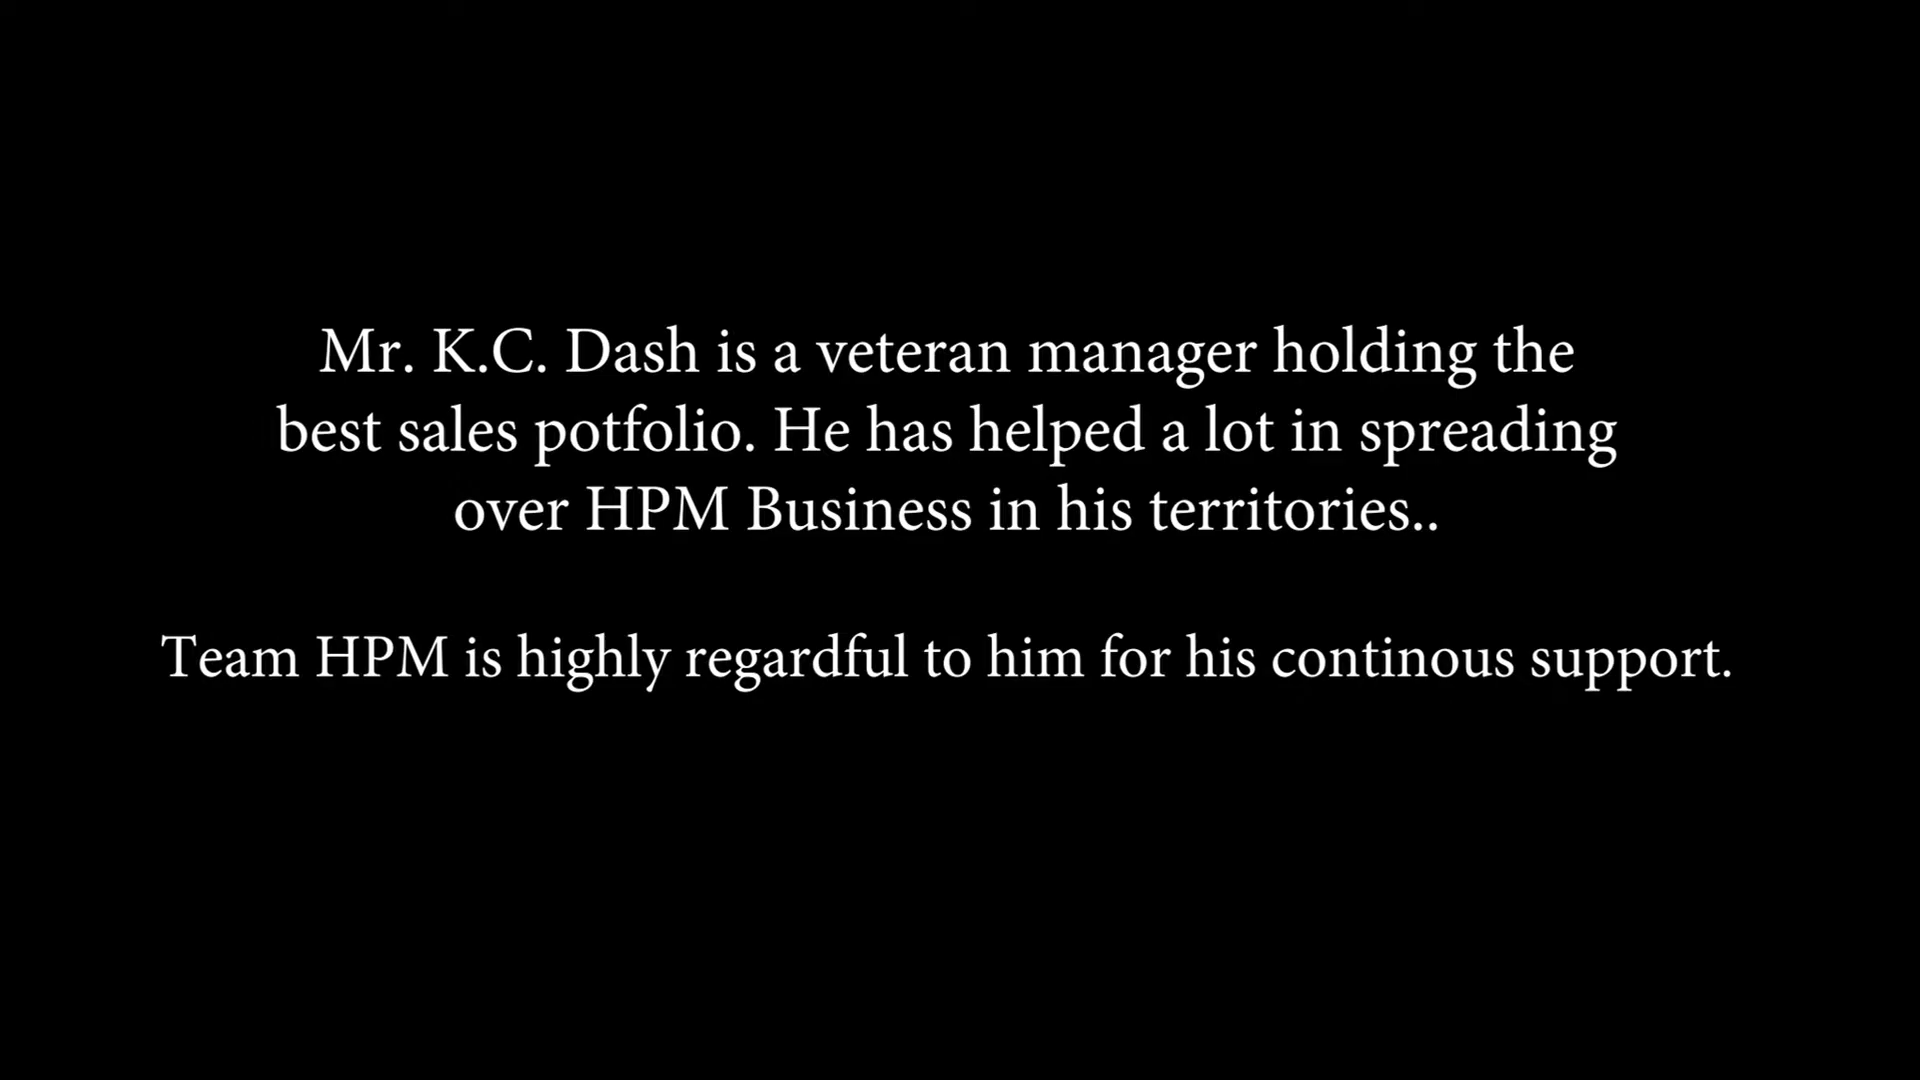 Mr. K.C. Dash is a veteran manager holding the
best sales potfolio. He has helped a lot in spreading
over HPM Business in his territories..
Team HPM is highly regardful to him for his continous support.